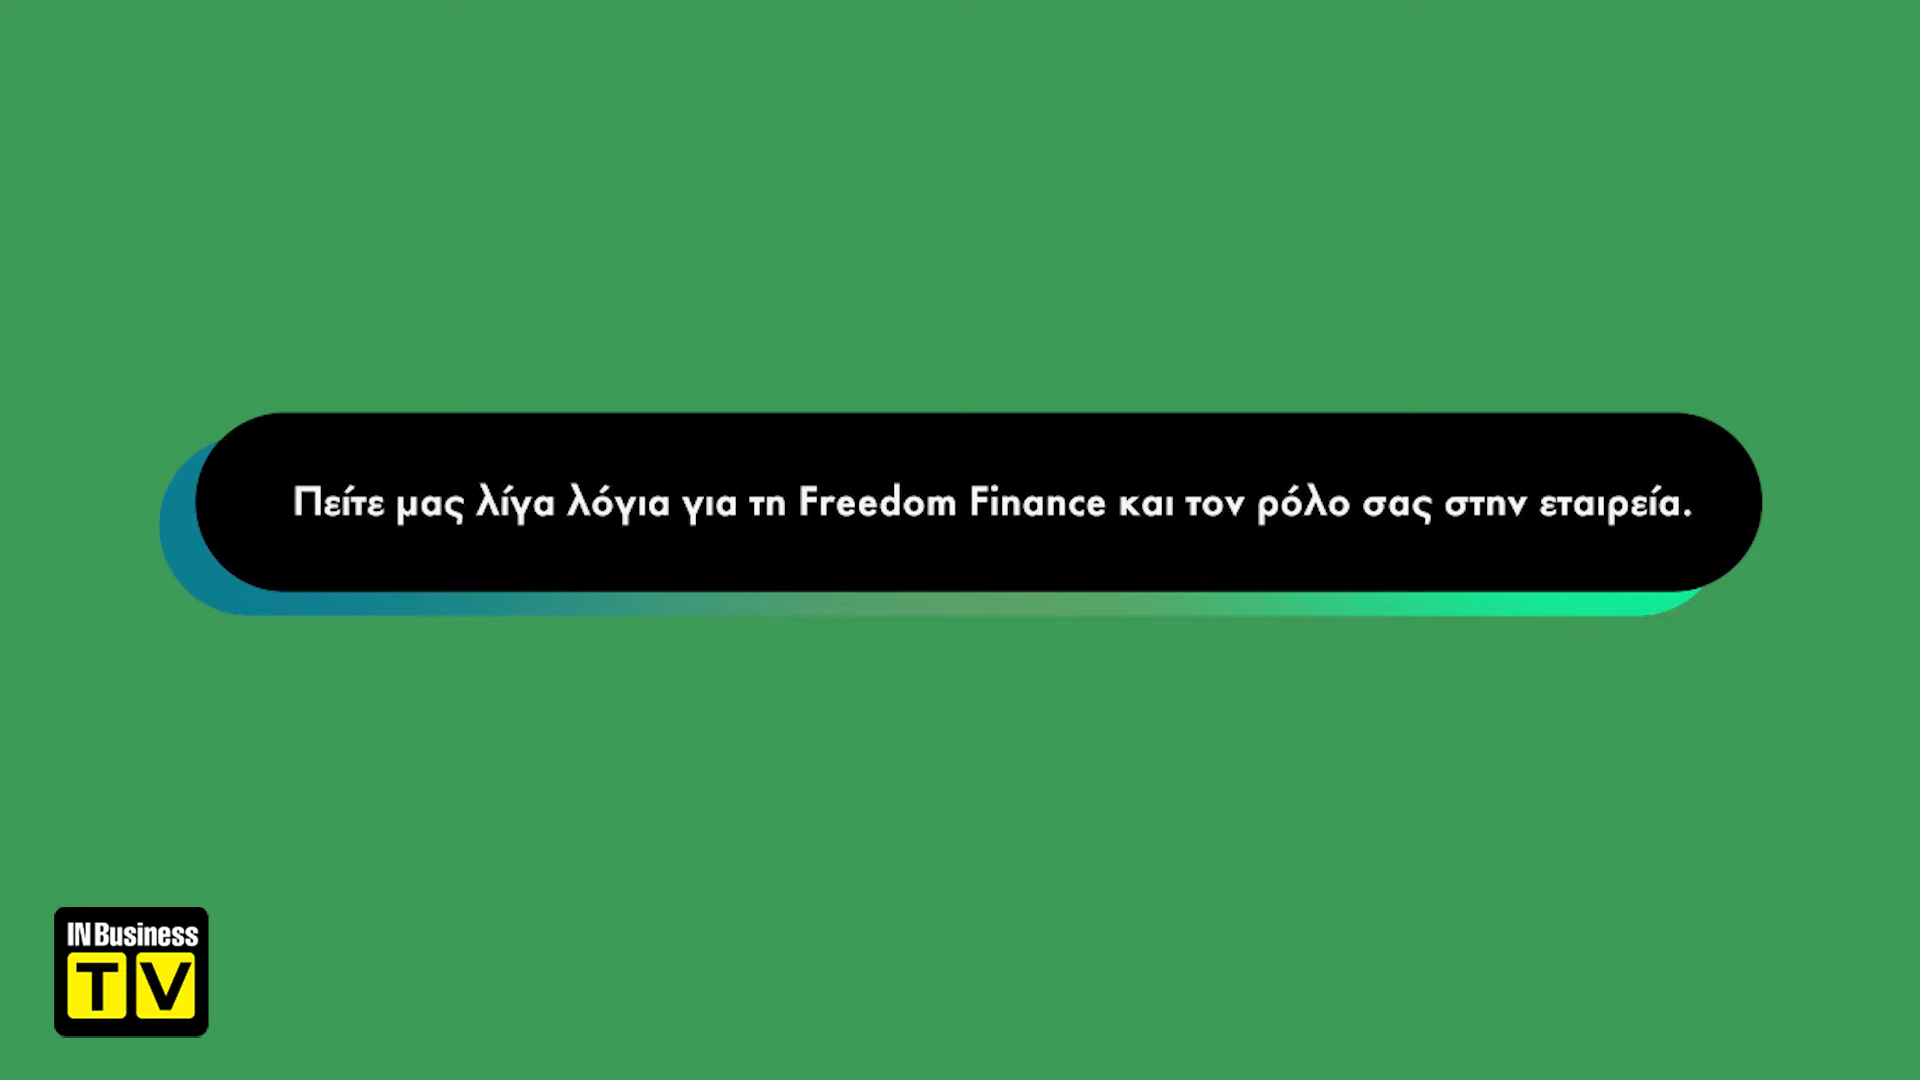 Πείτε μας λίγα λόγια για τη Freedom Finance και τον ρόλο σας στην εταιρεία.
IN Business
TV